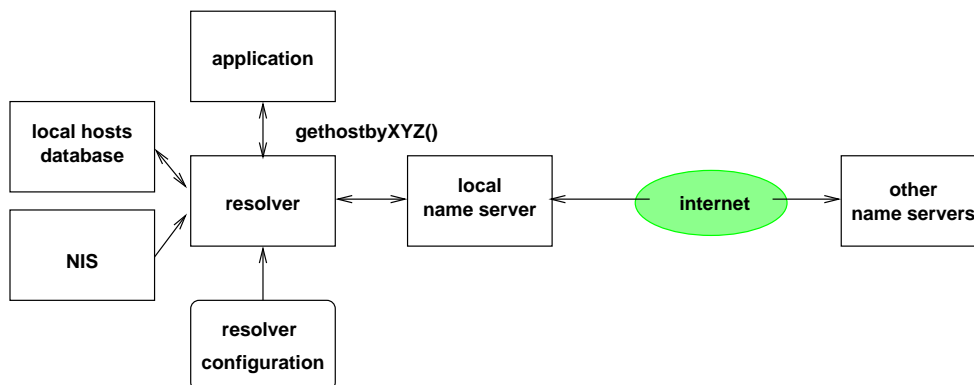 application
gethostbyXYZ()
local hosts
database
resolver
local
name server
internet
other
name servers
NIS
resolver
configuration